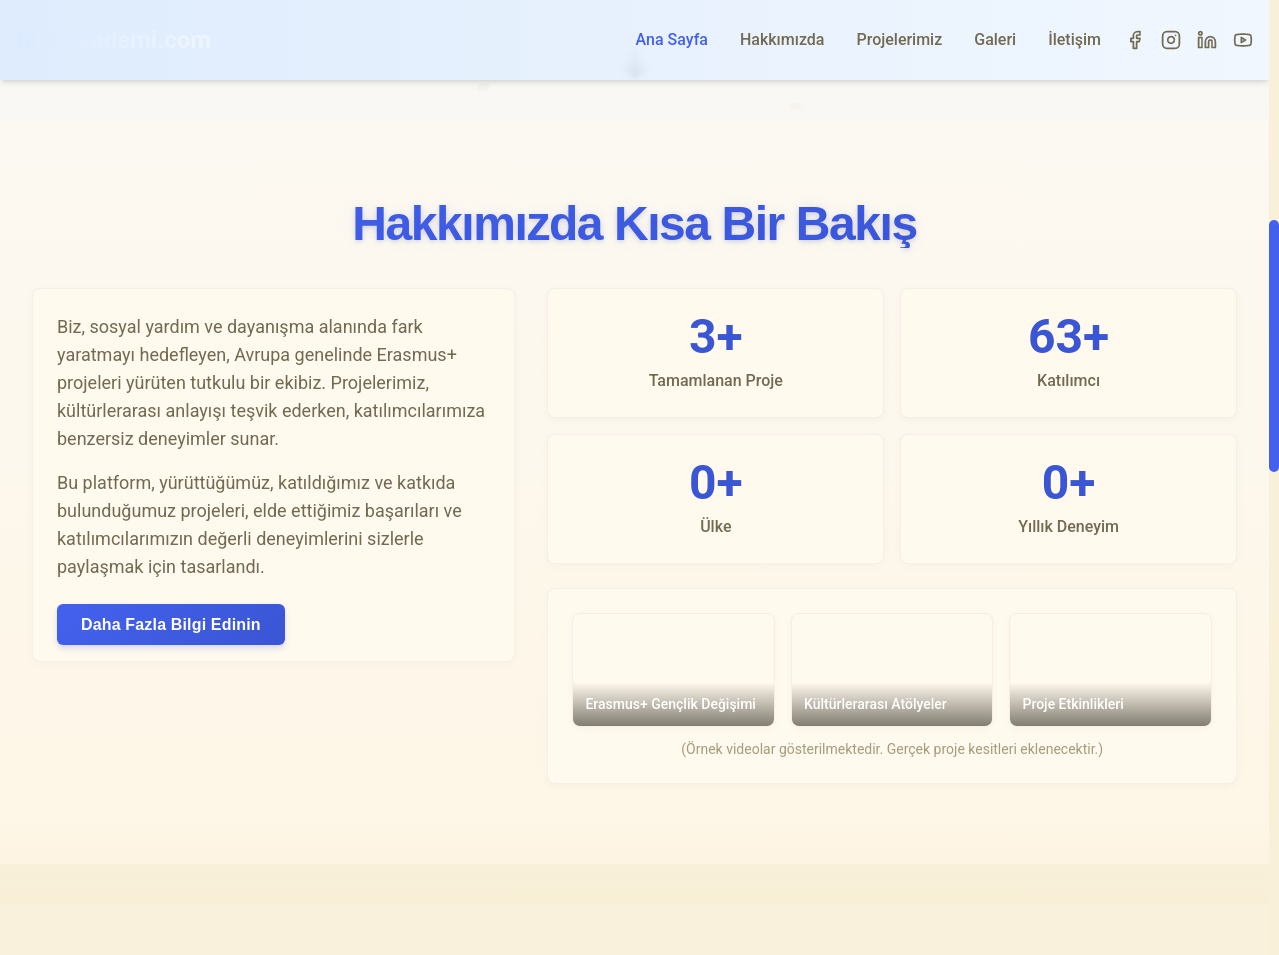 Ana Sayfa
Hakkımızda
Projelerimiz
Galeri
İletişim
Hakkımızda Kısa Bir Bakış
Biz, sosyal yardım ve dayanışma alanında fark
yaratmayı hedefleyen, Avrupa genelinde Erasmus+
projeleri yürüten tutkulu bir ekibiz. Projelerimiz,
kültürlerarası anlayışı teşvik ederken, katılımcılarımıza
benzersiz deneyimler sunar.
Bu platform, yürüttüğümüz, katıldığımız ve katkıda
bulunduğumuz projeleri, elde ettiğimiz başarıları ve
katılımcılarımızın değerli deneyimlerini sizlerle
paylaşmak için tasarlandı.
Daha Fazla Bilgi Edinin
3+
Tamamlanan Proje
63+
Katılımcı
0+
Ülke
0+
Yıllık Deneyim
Erasmus+ Gençlik Değişimi
Kültürlerarası Atölyeler
Proje Etkinlikleri
(Örnek videolar gösterilmektedir. Gerçek proje kesitleri eklenecektir.)